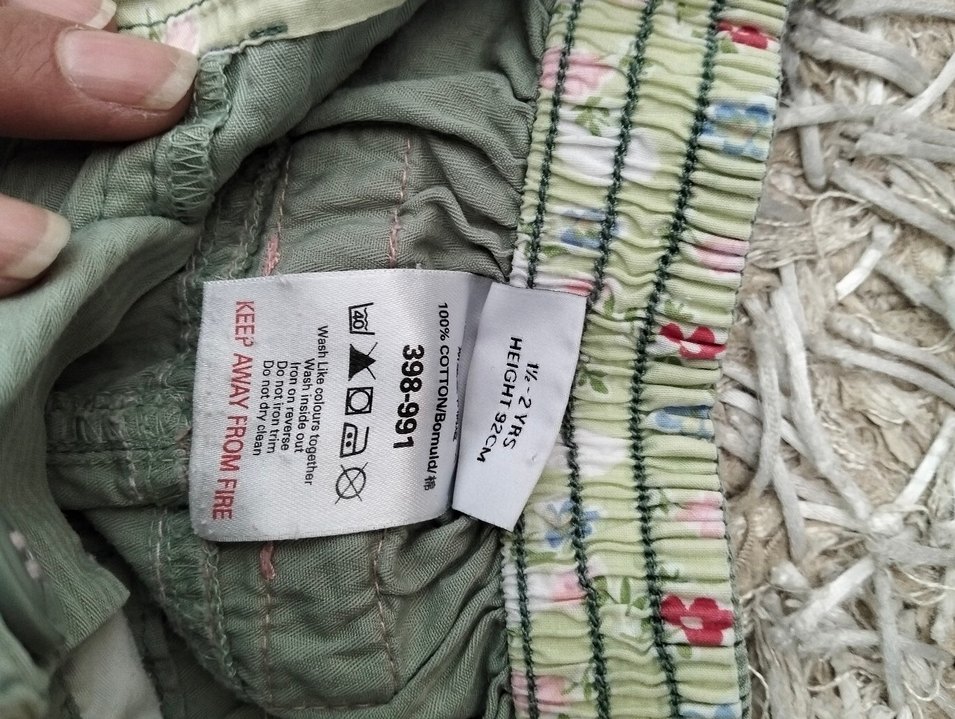 1½ - 2 YRS
HEIGHT 92CM
100% COTTON/Bomuld/棉
398-991
40
Wash Like colours together
Wash inside out
Iron on reverse
Do not iron trim
Do not dry clean
KEEP AWAY FROM FIRE